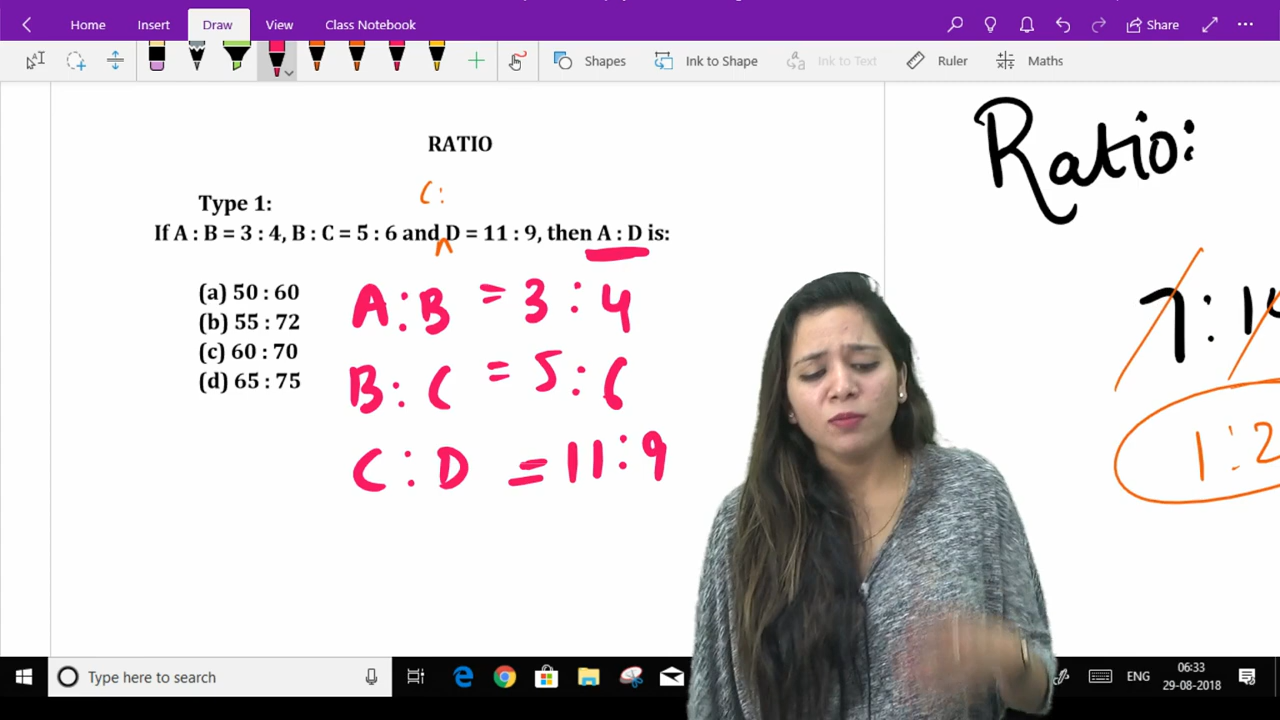 Home Insert Draw View Class Notebook Share
Shapes Ink to Shape Ink to Text Ruler Maths
RATIO
Type 1:
C:
If A : B = 3 : 4, B : C = 5 : 6 and D = 11 : 9, then A : D is:
(a) 50 : 60
(b) 55 : 72
(c) 60 : 70
(d) 65 : 75
A:B = 3:4
B:C = 5:6
C:D = 11:9
Ratio:
1:2
Type here to search
ENG
06:33
29-08-2018